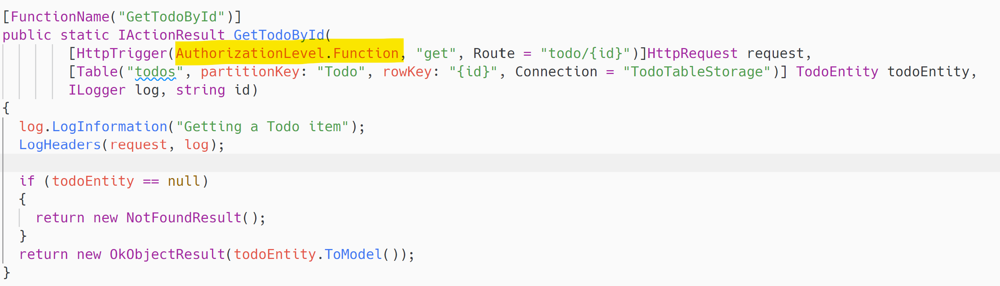 [FunctionName("GetTodoById")]
public static IActionResult GetTodoById(
        [HttpTrigger(AuthorizationLevel.Function, "get", Route = "todo/{id}")]HttpRequest request,
        [Table("todos", partitionKey: "Todo", rowKey: "{id}", Connection = "TodoTableStorage")] TodoEntity todoEntity,
        ILogger log, string id)
{
  log.LogInformation("Getting a Todo item");
  LogHeaders(request, log);

  if (todoEntity == null)
  {
    return new NotFoundResult();
  }
  return new OkObjectResult(todoEntity.ToModel());
}